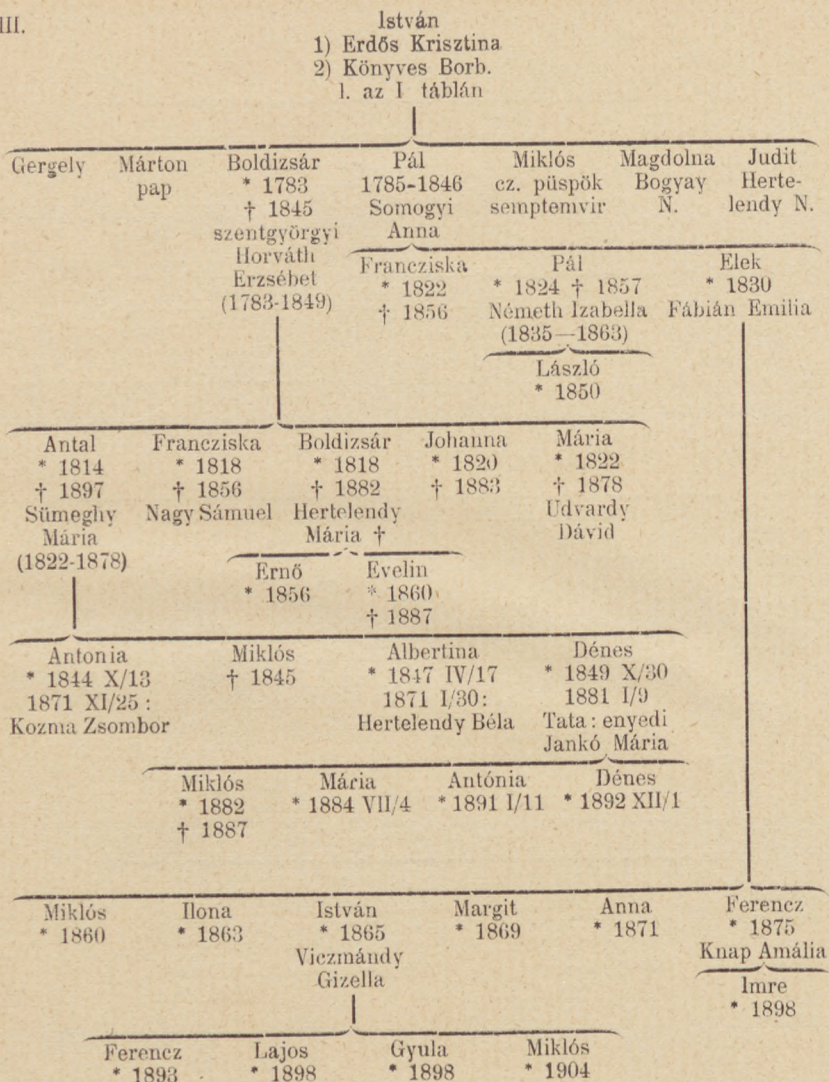 III.
István
1) Erdős Krisztina
2) Könyves Borb.
l. az I táblán
Gergely
Márton
pap
Boldizsár
* 1783
† 1845
szentgyörgyi
Horváth
Erzsébet
(1783-1849)
Pál
1785-1846
Somogyi
Anna
Miklós
cz. püspök
semptemvir
Magdolna
Bogyay
N.
Judit
Herte-
lendy N.
Francziska
* 1822
† 1856
Pál
* 1824 † 1857
Németh Izabella
(1835—1863)
Elek
* 1830
Fábián Emilia
László
* 1850
Antal
* 1814
† 1897
Sümeghy
Mária
(1822-1878)
Francziska
* 1818
† 1856
Nagy Sámuel
Boldizsár
* 1818
† 1882
Hertelendy
Mária †
Johanna
* 1820
† 1883
Mária
* 1822
† 1878
Udvardy
Dávid
Ernő
* 1856
Evelin
* 1860
† 1887
Antonia
* 1844 X/13
1871 XI/25 :
Kozma Zsombor
Miklós
† 1845
Albertina
* 1847 IV/17
1871 I/30:
Hertelendy Béla
Dénes
* 1849 X/30
1881 I/9
Tata : enyedi
Jankó Mária
Miklós
* 1882
† 1887
Mária
* 1884 VII/4
Antónia
* 1891 I/11
Dénes
* 1892 XII/1
Miklós
* 1860
Ilona
* 1863
István
* 1865
Viczmándy
Gizella
Margit
* 1869
Anna
* 1871
Ferencz
* 1875
Knap Amália
Imre
* 1898
Ferencz
* 1893
Lajos
* 1898
Gyula
* 1898
Miklós
* 1904